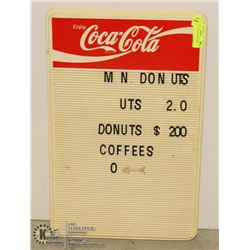 Enjoy
Coca-Cola
M N DON UTS
UTS 2.0
DONUTS $ 200
COFFEES
0